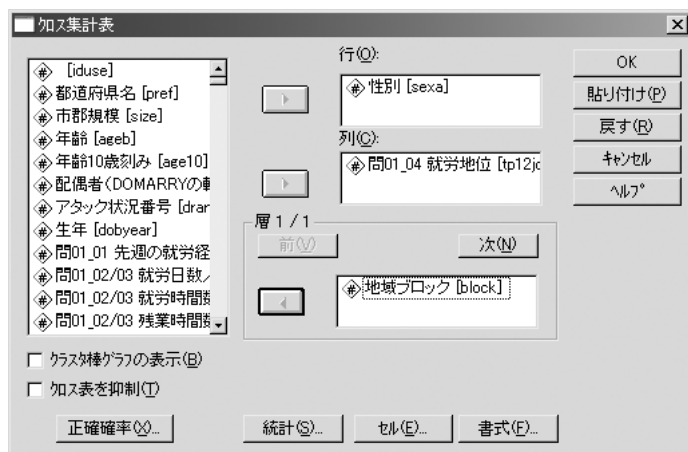 クロス集計表
[iduse]
都道府県名 [pref]
市郡規模 [size]
年齢 [ageb]
年齢10歳刻み [age10]
配偶者(DOMARRYの
アタック状況番号 [drar
生年 [dobyear]
問01_01 先週の就労経
問01_02/03 就労日数
問01_02/03 就労時間数
問01_02/03 残業時間数
行(O):
性別 [sexa]
列(C):
問01_04 就労地位 [tp12jo
層 1 / 1
前(V)
次(N)
地域ブロック [block]
OK
貼り付け(P)
戻す(R)
キャンセル
ヘルプ
クラスタ棒グラフの表示(B)
クロス表を抑制(T)
正確確率(X)...
統計(S)...
セル(E)...
書式(F)...